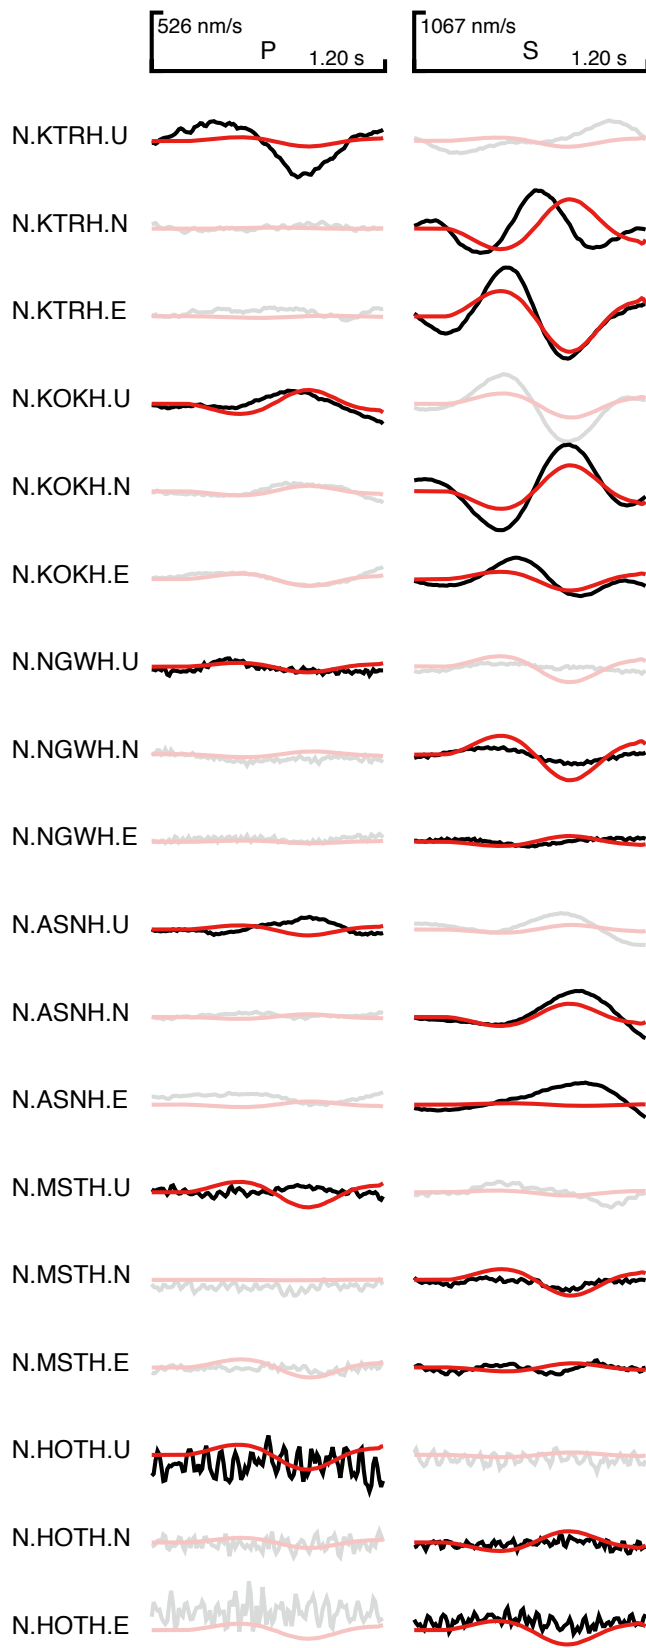 526 nm/s
P
1.20 s
1067 nm/s
S
1.20 s
N.KTRH.U
N.KTRH.N
N.KTRH.E
N.KOKH.U
N.KOKH.N
N.KOKH.E
N.NGWH.U
N.NGWH.N
N.NGWH.E
N.ASNH.U
N.ASNH.N
N.ASNH.E
N.MSTH.U
N.MSTH.N
N.MSTH.E
N.HOTH.U
N.HOTH.N
N.HOTH.E